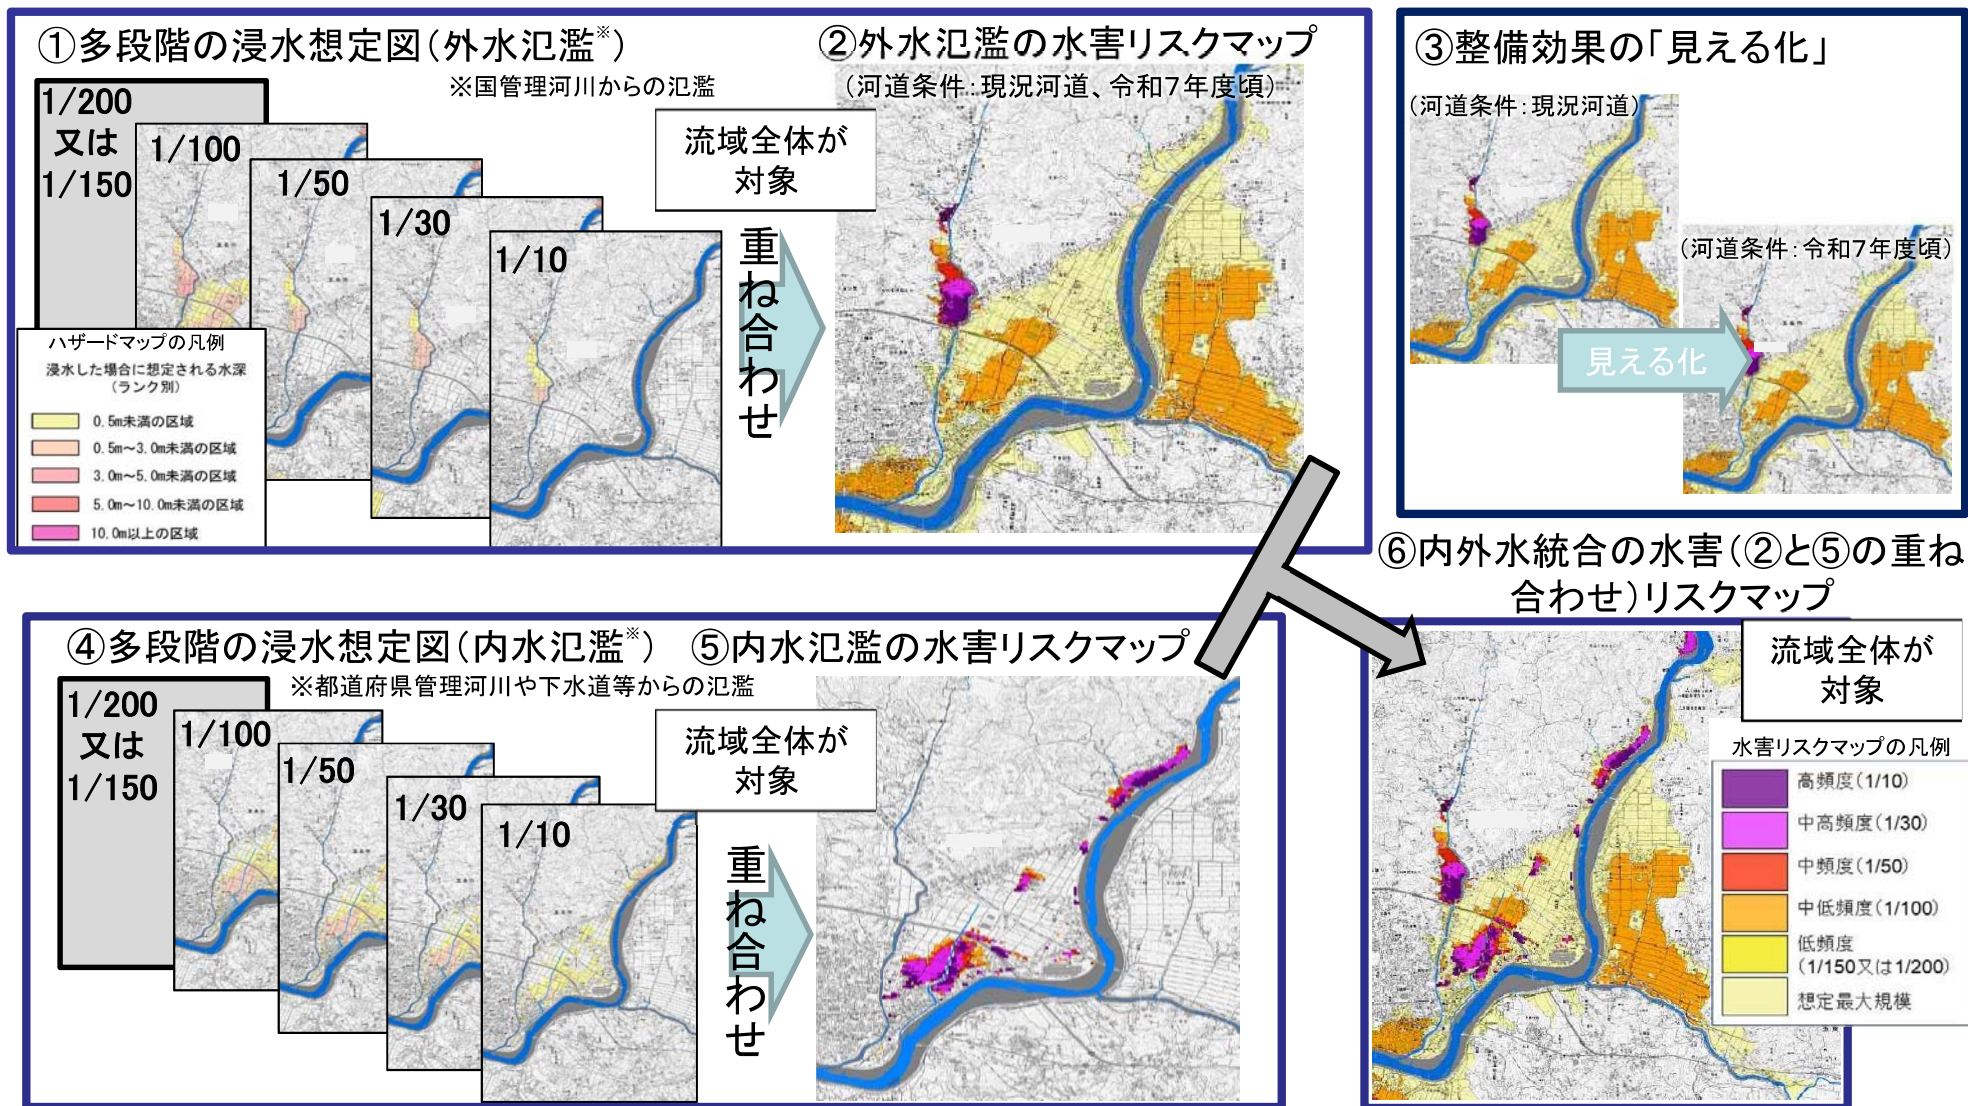 ①多段階の浸水想定図(外水氾濫※)
※国管理河川からの氾濫
1/200
又は
1/150
1/100
1/50
1/30
1/10
ハザードマップの凡例
浸水した場合に想定される水深
(ランク別)
0.5m未満の区域
0.5m～3.0m未満の区域
3.0m～5.0m未満の区域
5.0m～10.0m未満の区域
10.0m以上の区域
流域全体が
対象
重ね合わせ
②外水氾濫の水害リスクマップ
(河道条件:現況河道、令和7年度頃)
③整備効果の「見える化」
(河道条件:現況河道)
(河道条件:令和7年度頃)
見える化
④多段階の浸水想定図(内水氾濫※)
※都道府県管理河川や下水道等からの氾濫
1/200
又は
1/150
1/100
1/50
1/30
1/10
流域全体が
対象
重ね合わせ
⑤内水氾濫の水害リスクマップ
⑥内外水統合の水害(②と⑤の重ね
合わせ)リスクマップ
流域全体が
対象
水害リスクマップの凡例
高頻度(1/10)
中高頻度(1/30)
中頻度(1/50)
中低頻度(1/100)
低頻度
(1/150又は1/200)
想定最大規模